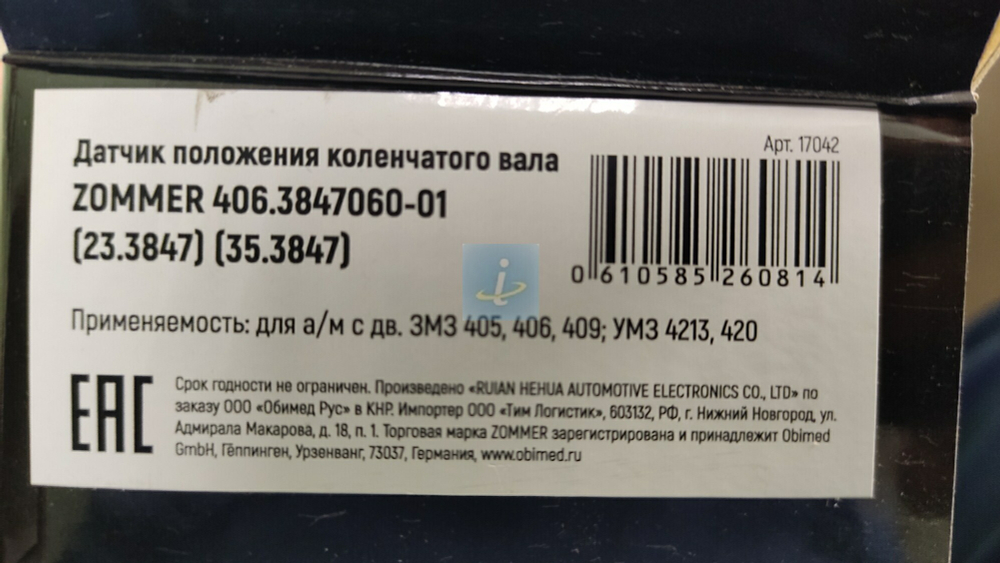 Арт. 17042
Датчик положения коленчатого вала
ZOMMER 406.3847060-01
(23.3847) (35.3847)
0 610585 260814
Применяемость: для а/м с дв. ЗМЗ 405, 406, 409; УМЗ 4213, 420
EAC
Срок годности не ограничен. Произведено «RUIAN HEHUA AUTOMOTIVE ELECTRONICS CO., LTD» по
заказу ООО «Обимед Рус» в КНР. Импортер ООО «Тим Логистик», 603132, РФ, г. Нижний Новгород, ул.
Адмирала Макарова, д. 18, п. 1. Торговая марка ZOMMER зарегистрирована и принадлежит Obimed
GmbH, Гёппинген, Урзенванг, 73037, Германия, www.obimed.ru